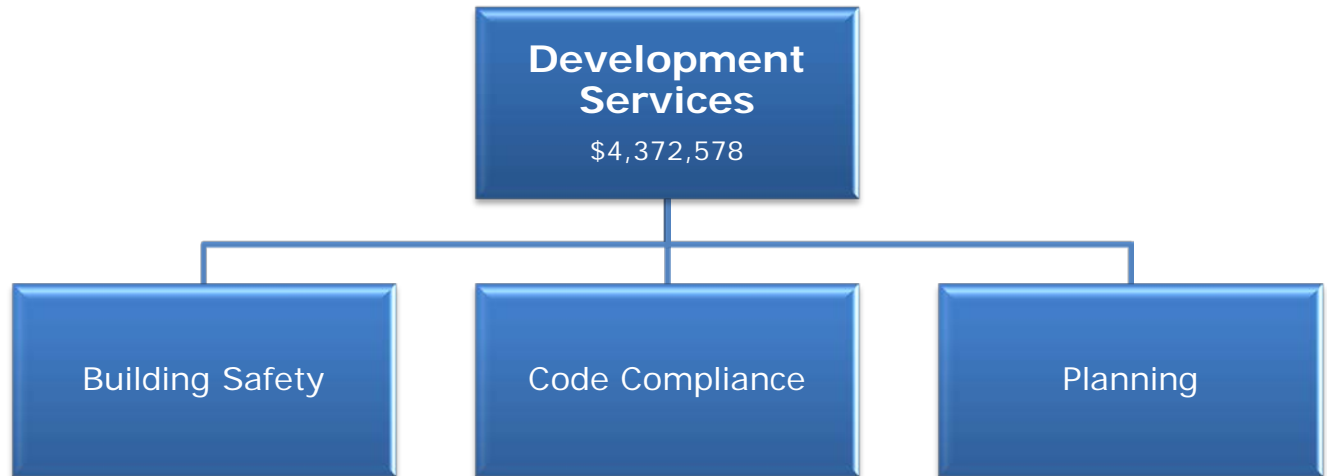 Development
Services
$4,372,578
Building Safety
Code Compliance
Planning